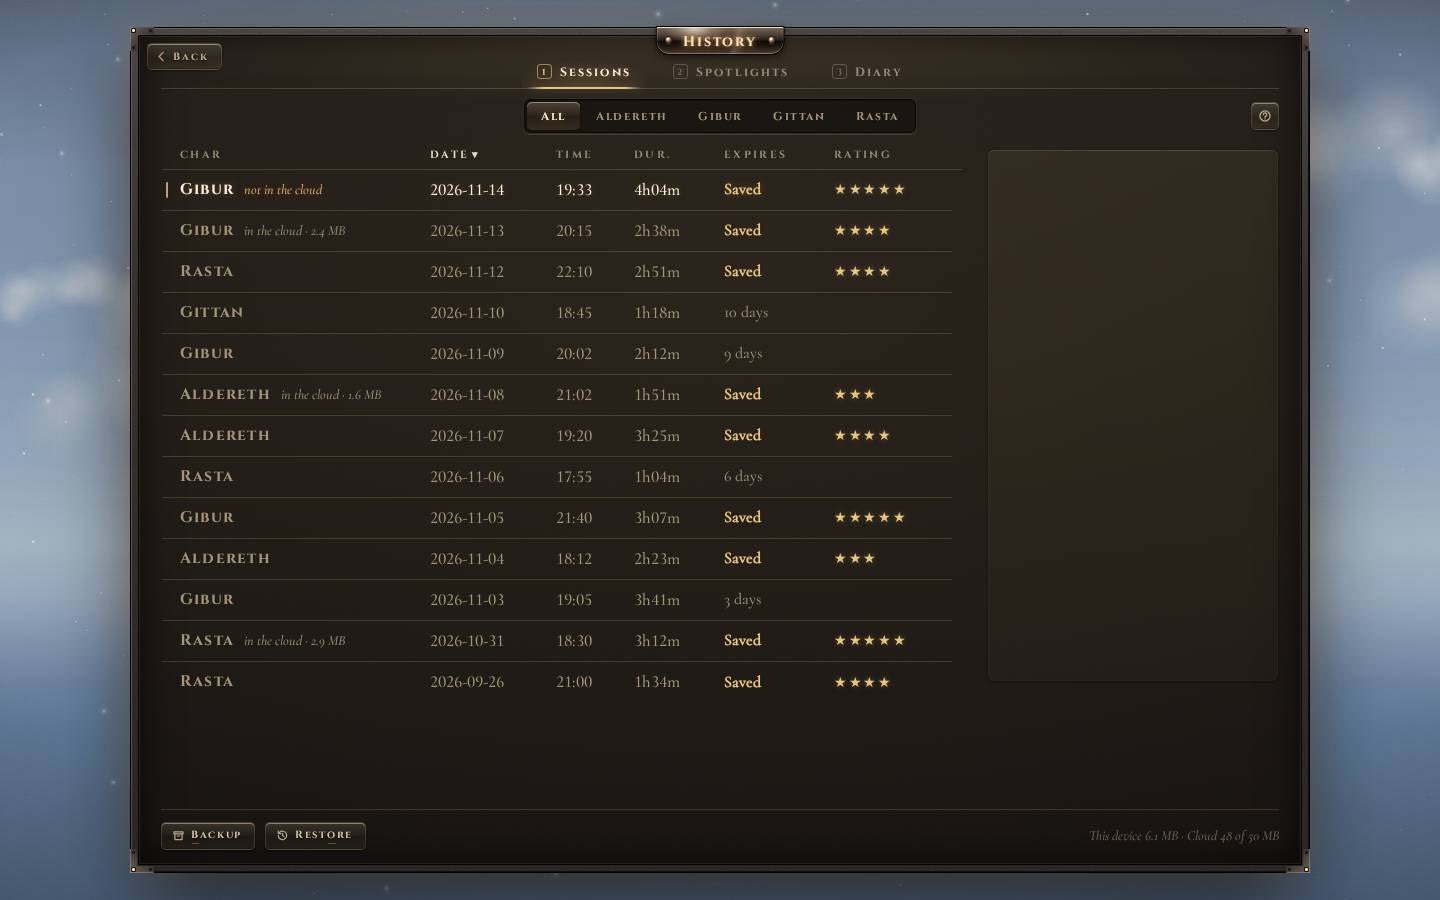 History
Back
1 Sessions 2 Spotlights 3 Diary
All Aldereth Gibur Gittan Rasta
CHAR DATE ▼ TIME DUR. EXPIRES RATING
Gibur not in the cloud 2026-11-14 19:33 4h04m Saved ★★★★★
Gibur in the cloud · 2.4 MB 2026-11-13 20:15 2h38m Saved ★★★★
Rasta 2026-11-12 22:10 2h51m Saved ★★★★
Gittan 2026-11-10 18:45 1h18m 10 days
Gibur 2026-11-09 20:02 2h12m 9 days
Aldereth in the cloud · 1.6 MB 2026-11-08 21:02 1h51m Saved ★★★
Aldereth 2026-11-07 19:20 3h25m Saved ★★★★
Rasta 2026-11-06 17:55 1h04m 6 days
Gibur 2026-11-05 21:40 3h07m Saved ★★★★★
Aldereth 2026-11-04 18:12 2h23m Saved ★★★
Gibur 2026-11-03 19:05 3h41m 3 days
Rasta in the cloud · 2.9 MB 2026-10-31 18:30 3h12m Saved ★★★★★
Rasta 2026-09-26 21:00 1h34m Saved ★★★★
Backup Restore This device 6.1 MB · Cloud 48 of 50 MB